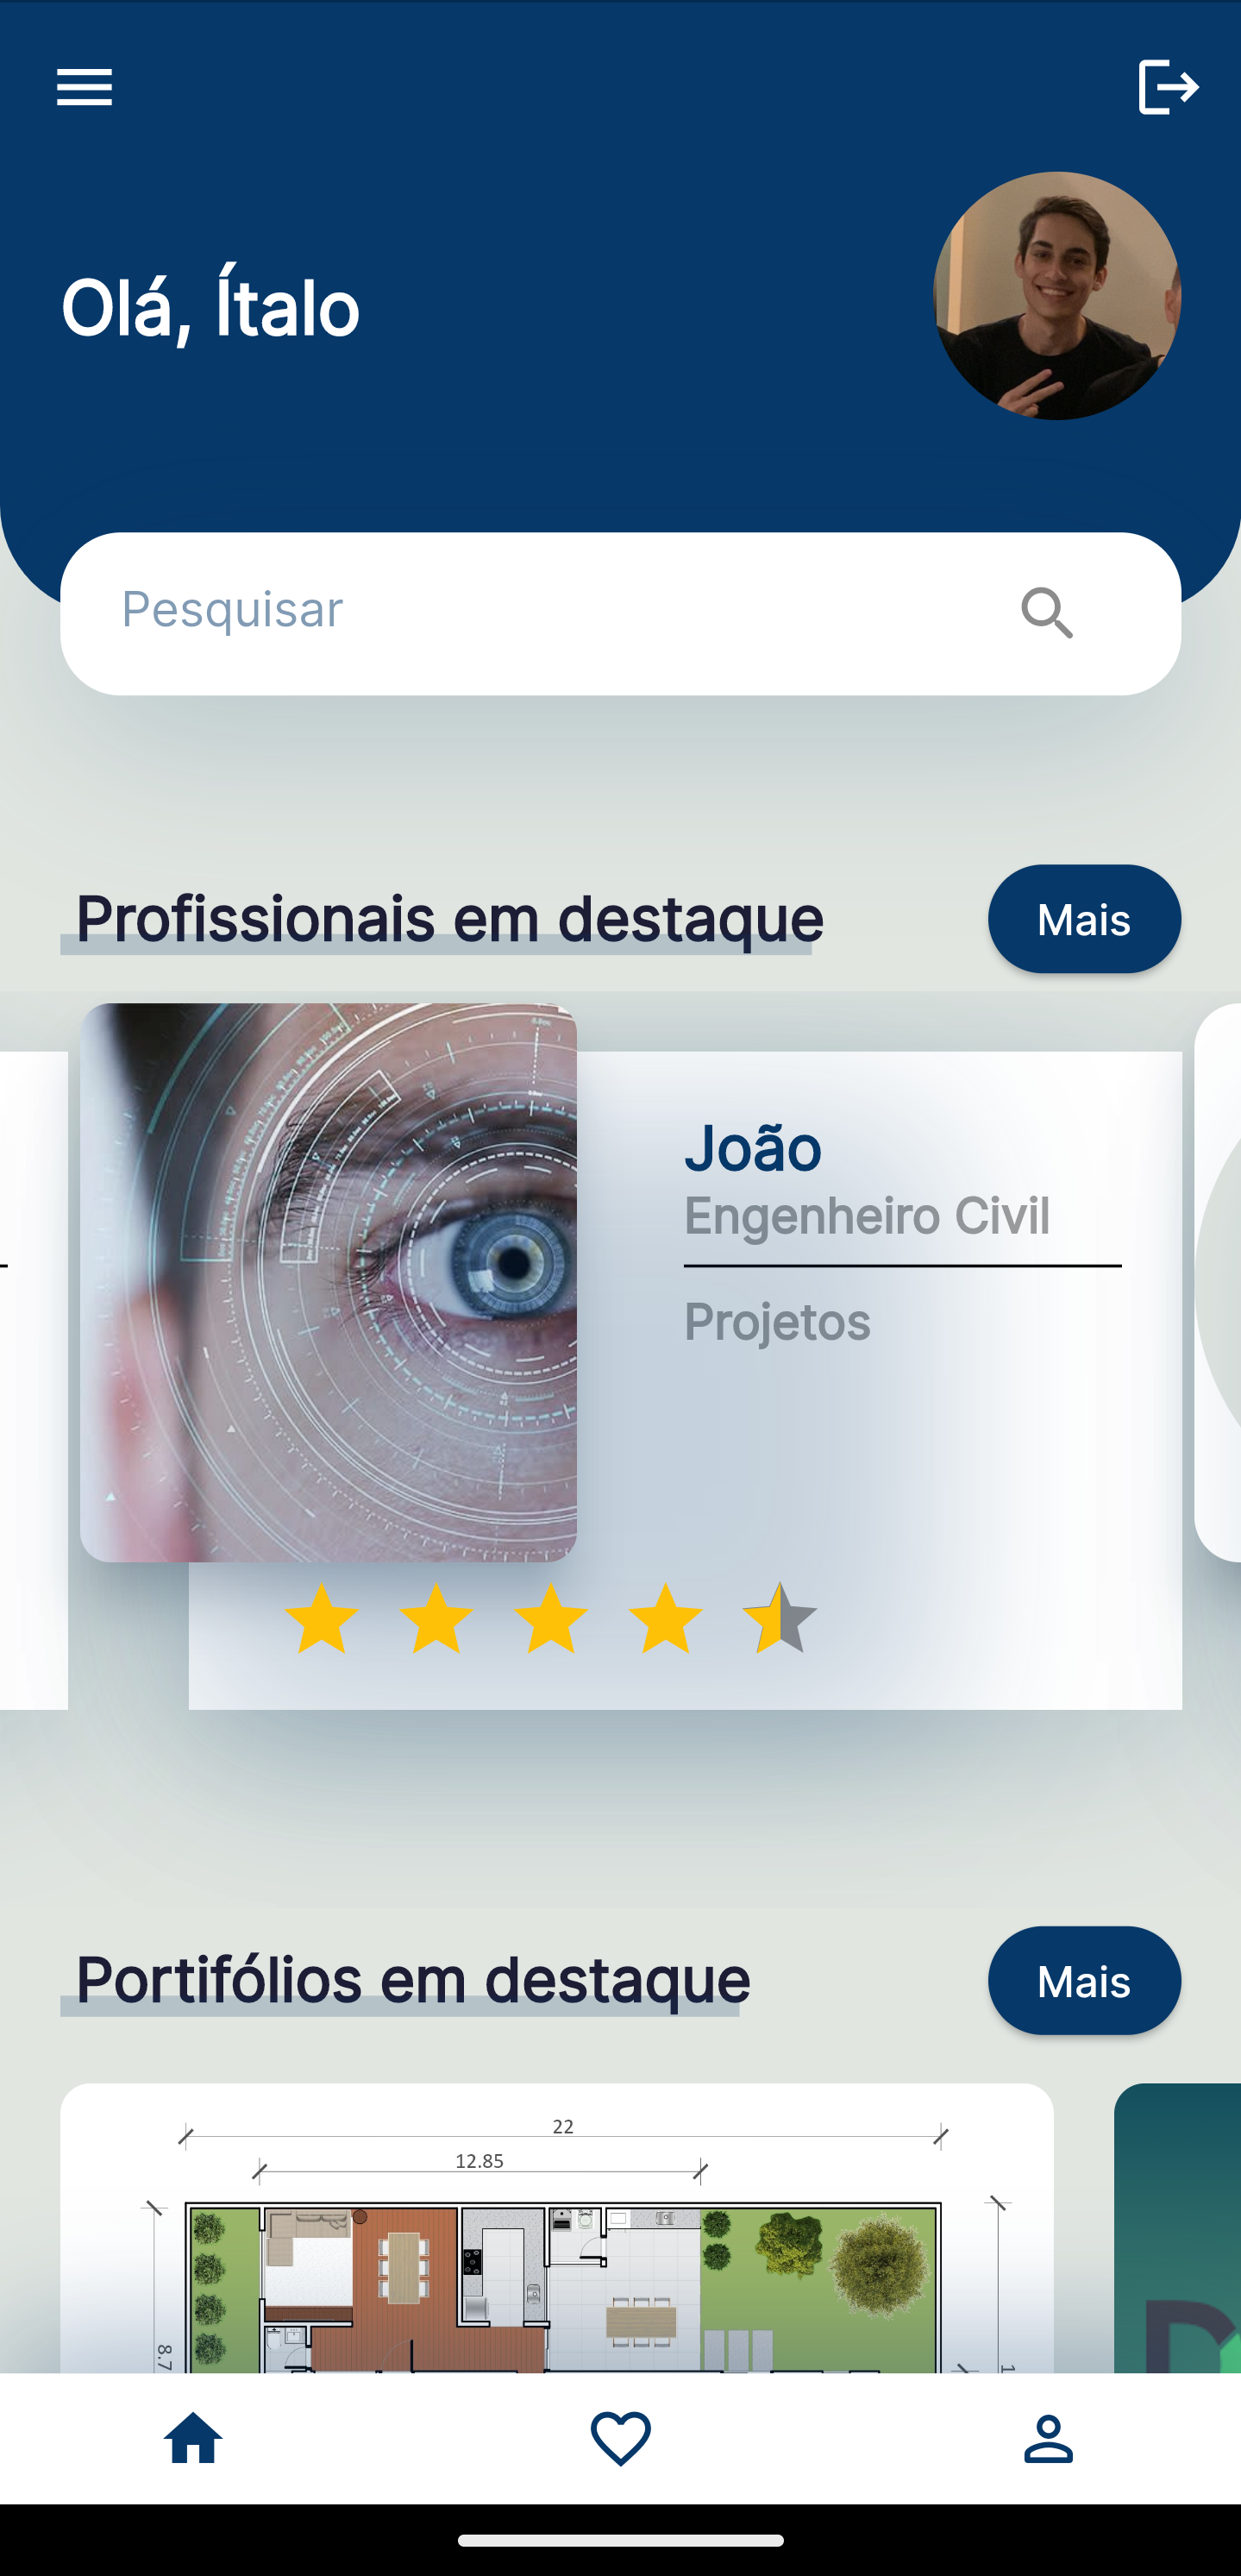 Olá, Ítalo
Pesquisar
Profissionais em destaque
Mais
João
Engenheiro Civil
Projetos
Portifólios em destaque
Mais
22
12.85
8.7